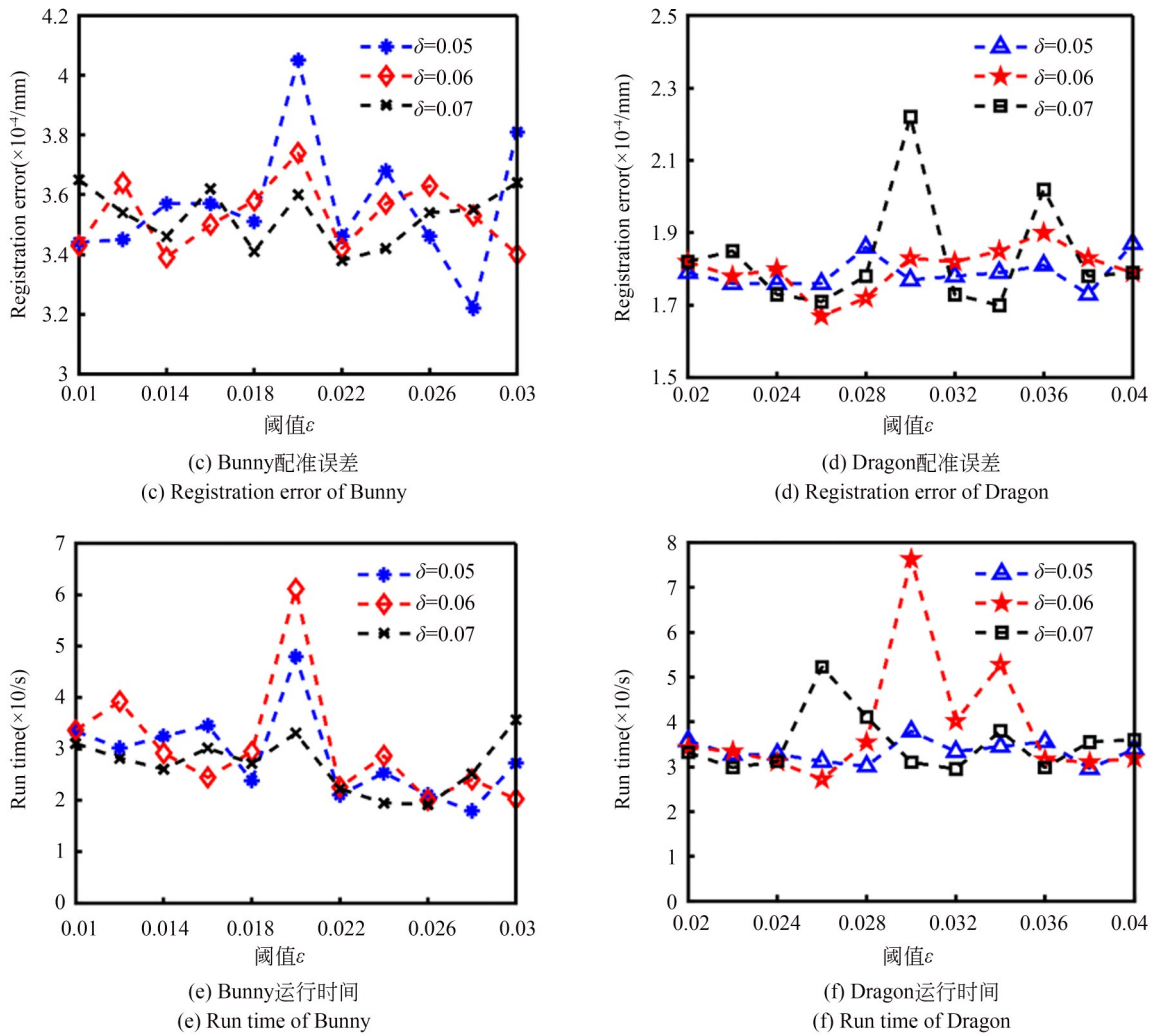 4.2
4
3.8
3.6
3.4
3.2
3
Registration error(×10⁻⁴/mm)
δ=0.05
δ=0.06
δ=0.07
0.01 0.014 0.018 0.022 0.026 0.03
阈值ε
(c) Bunny配准误差
(c) Registration error of Bunny
2.5
2.3
2.1
1.9
1.7
1.5
Registration error(×10⁻⁴/mm)
δ=0.05
δ=0.06
δ=0.07
0.02 0.024 0.028 0.032 0.036 0.04
阈值ε
(d) Dragon配准误差
(d) Registration error of Dragon
7
6
5
4
3
2
1
0
Run time(×10/s)
δ=0.05
δ=0.06
δ=0.07
0.01 0.014 0.018 0.022 0.026 0.03
阈值ε
(e) Bunny运行时间
(e) Run time of Bunny
8
7
6
5
4
3
2
1
0
Run time(×10/s)
δ=0.05
δ=0.06
δ=0.07
0.02 0.024 0.028 0.032 0.036 0.04
阈值ε
(f) Dragon运行时间
(f) Run time of Dragon